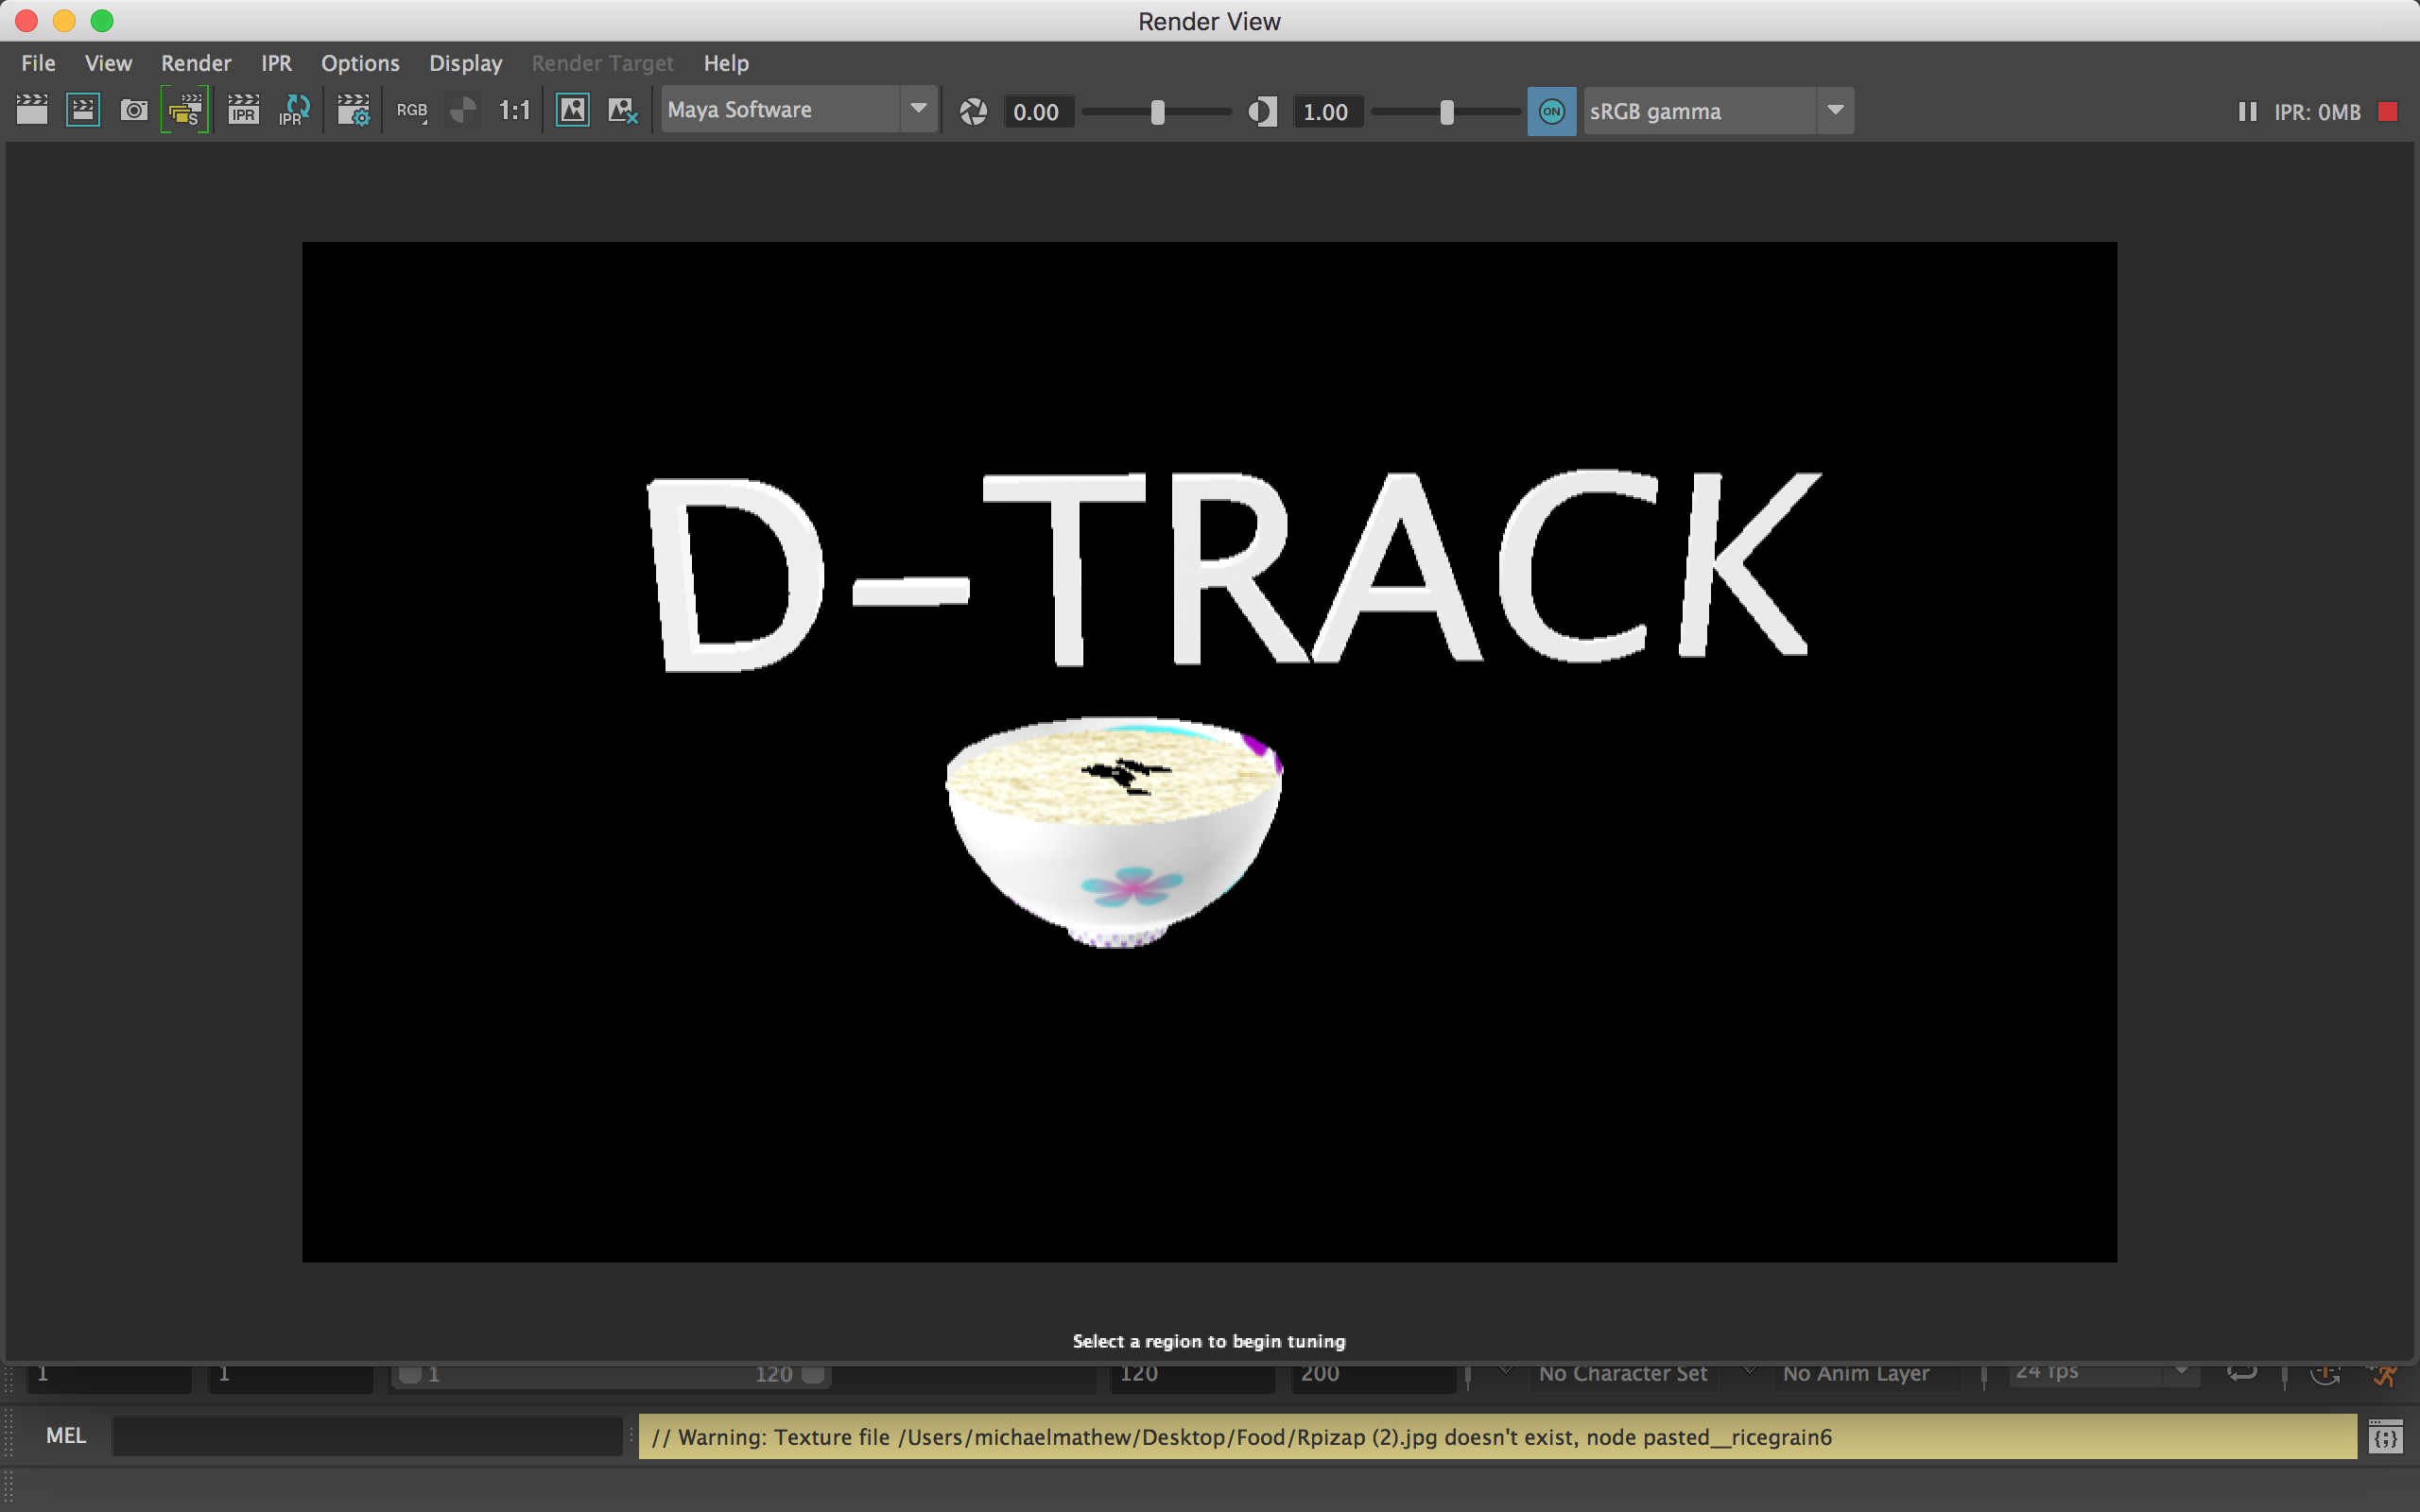 Render View
File View Render IPR Options Display Render Target Help
S IPR IPR RGB 1:1 Maya Software 0.00 1.00 ON sRGB gamma IPR: 0MB
D-TRACK
Select a region to begin tuning
1 1 1 120 120 200 No Character Set No Anim Layer 24 fps
MEL // Warning: Texture file /Users/michaelmathew/Desktop/Food/Rpizap (2).jpg doesn't exist, node pasted__ricegrain6 {;}